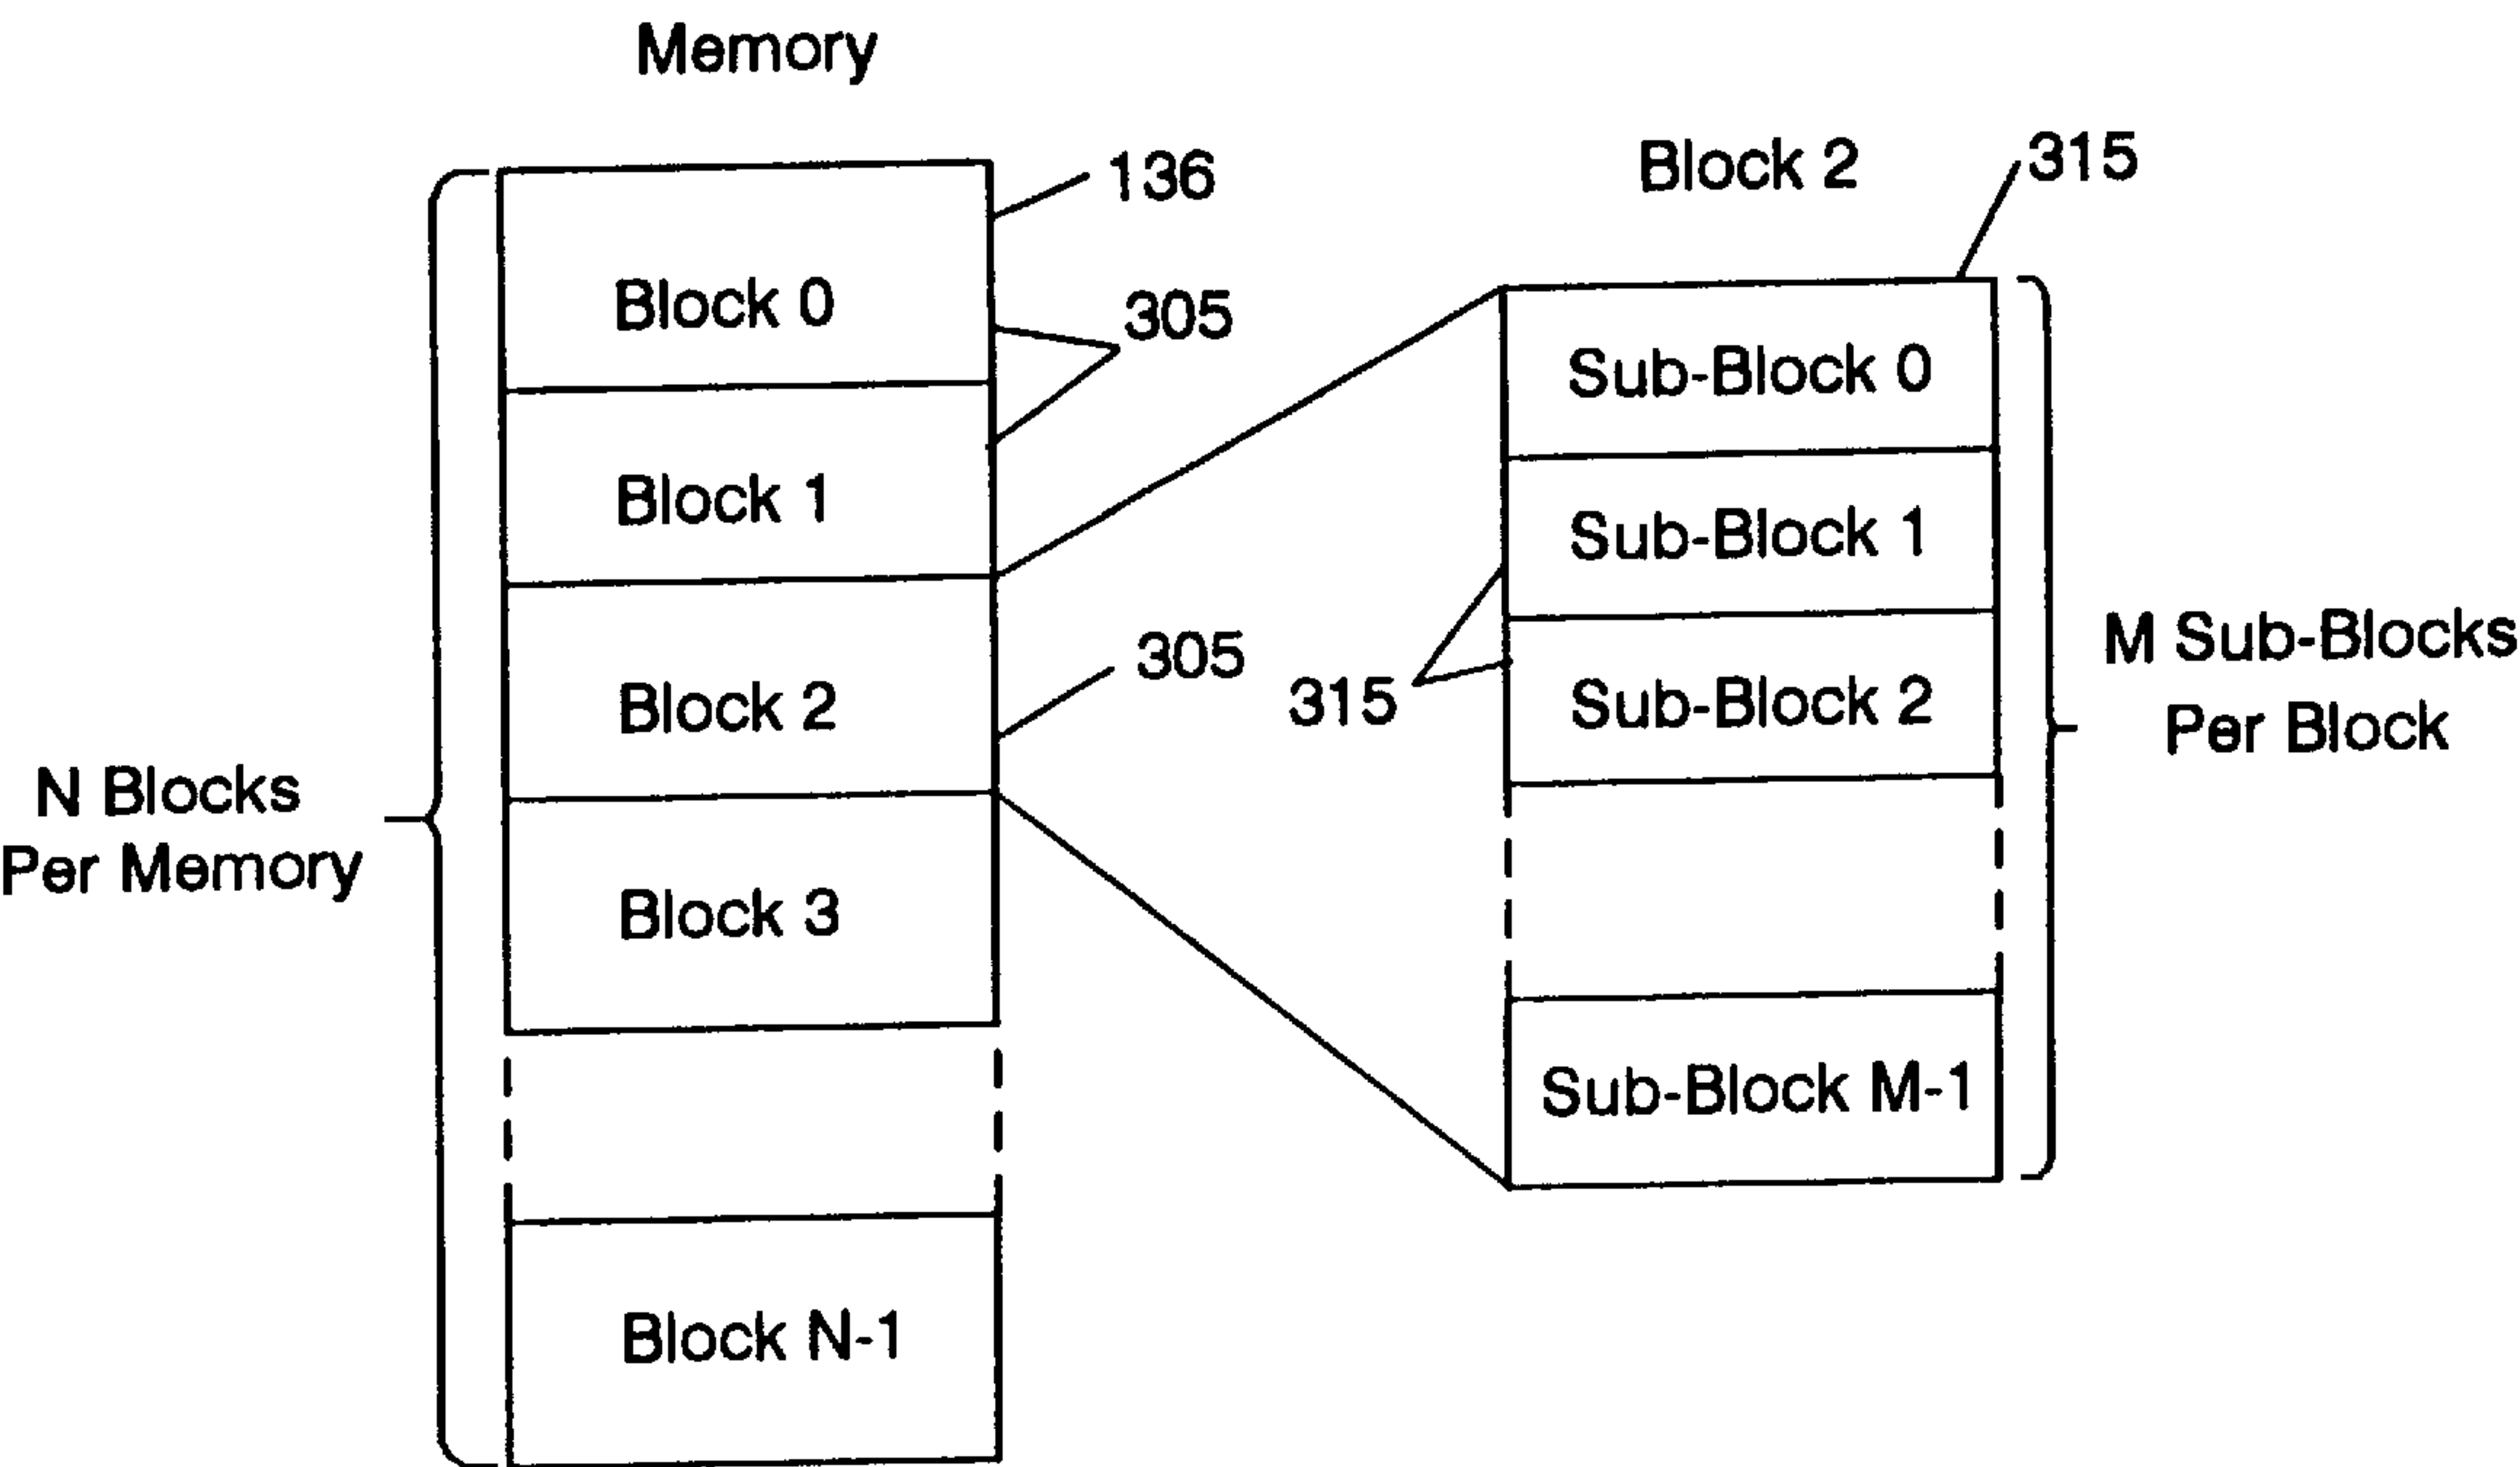 Memory
136
Block 0
305
Block 1
Block 2
305
Block 3
Block N-1
N Blocks
Per Memory
Block 2
315
Sub-Block 0
Sub-Block 1
315
Sub-Block 2
Sub-Block M-1
M Sub-Blocks
Per Block